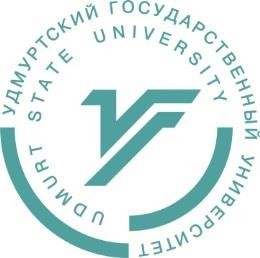 УДМУРТСКИЙ ГОСУДАРСТВЕННЫЙ УНИВЕРСИТЕТ
UDMURT STATE UNIVERSITY